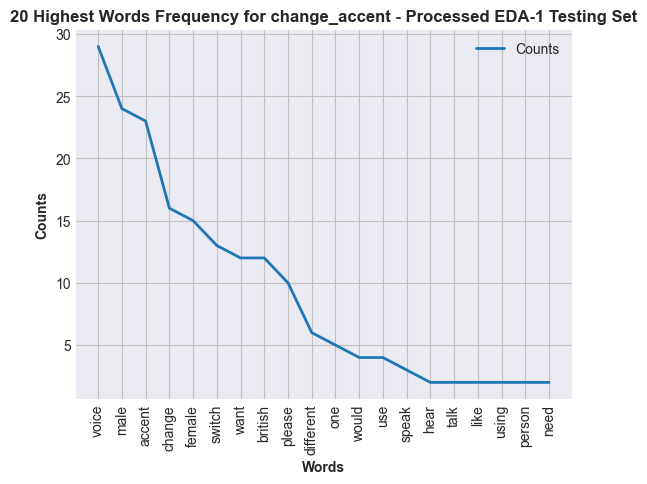 20 Highest Words Frequency for change_accent - Processed EDA-1 Testing Set
Counts
30
25
20
15
10
5
Counts
voice
male
accent
change
female
switch
want
british
please
different
one
would
use
speak
hear
talk
like
using
person
need
Words